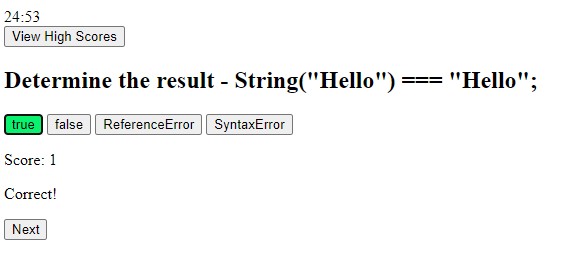 24:53
View High Scores
Determine the result - String("Hello") === "Hello";
true false ReferenceError SyntaxError
Score: 1
Correct!
Next